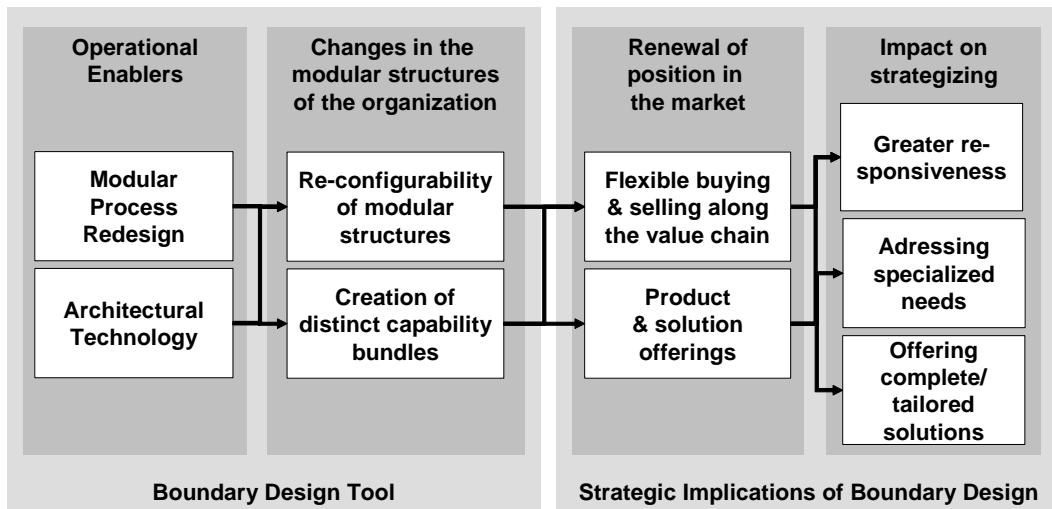 Operational
Enablers
Changes in the
modular structures
of the organization
Renewal of
position in
the market
Impact on
strategizing
Modular
Process
Redesign
Architectural
Technology
Re-configurability
of modular
structures
Creation of
distinct capability
bundles
Flexible buying
& selling along
the value chain
Product
& solution
offerings
Greater re-
sponsiveness
Adressing
specialized
needs
Offering
complete/
tailored
solutions
Boundary Design Tool
Strategic Implications of Boundary Design